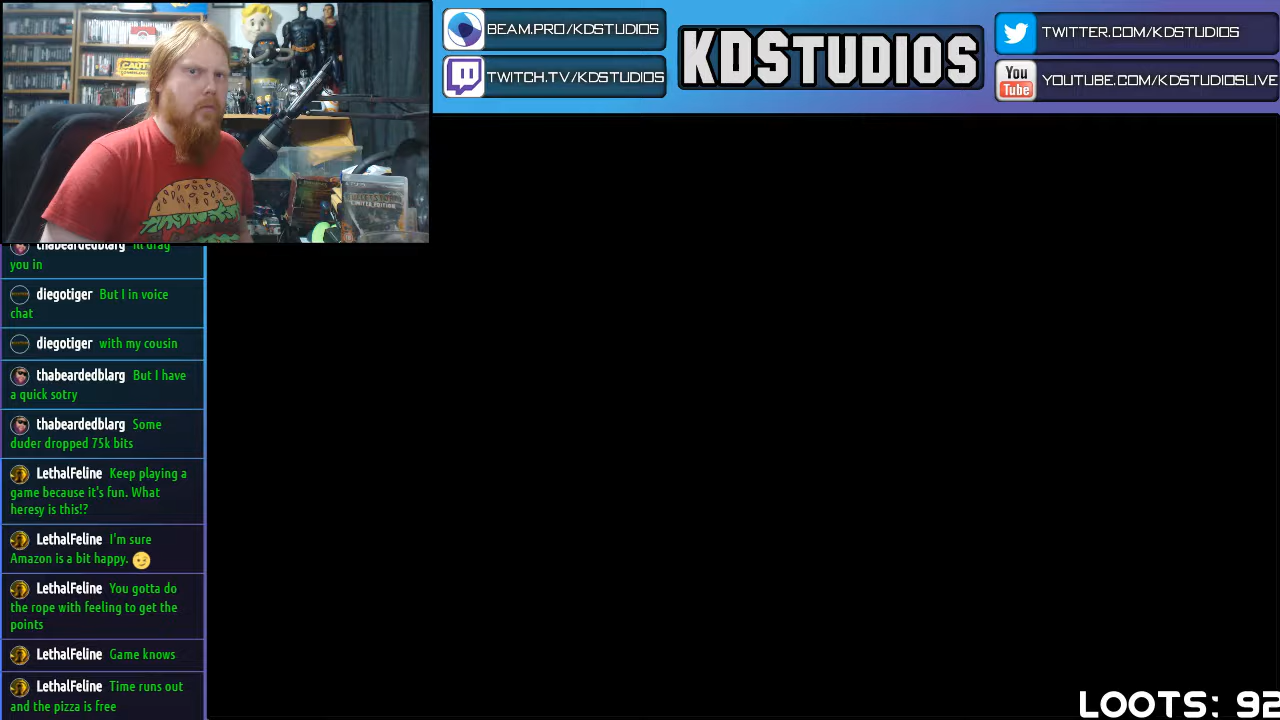 BEAM.PRO/KDSTUDIOS
TWITCH.TV/KDSTUDIOS
KDSTUDIOS
TWITTER.COM/KDSTUDIOS
You
Tube
YOUTUBE.COM/KDSTUDIOSLIVE
thabeardedblarg Ill drag
you in
diegotiger But I in voice
chat
diegotiger with my cousin
thabeardedblarg But I have
a quick sotry
thabeardedblarg Some
duder dropped 75k bits
LethalFeline Keep playing a
game because it's fun. What
heresy is this!?
LethalFeline I'm sure
Amazon is a bit happy.
LethalFeline You gotta do
the rope with feeling to get the
points
LethalFeline Game knows
LethalFeline Time runs out
and the pizza is free
LOOTS: 92